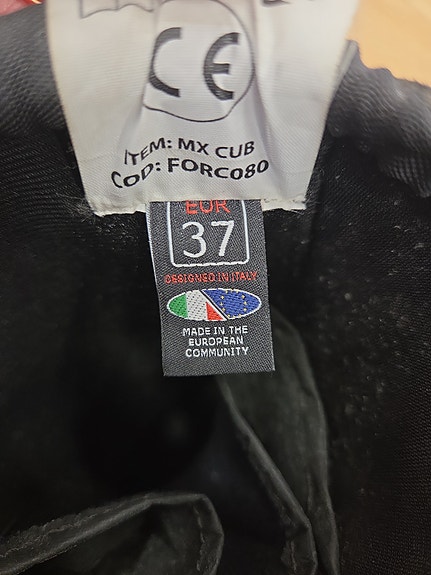 CE
ITEM: MX CUB
COD: FORC080
EUR
37
DESIGNED IN ITALY
MADE IN THE
EUROPEAN
COMMUNITY